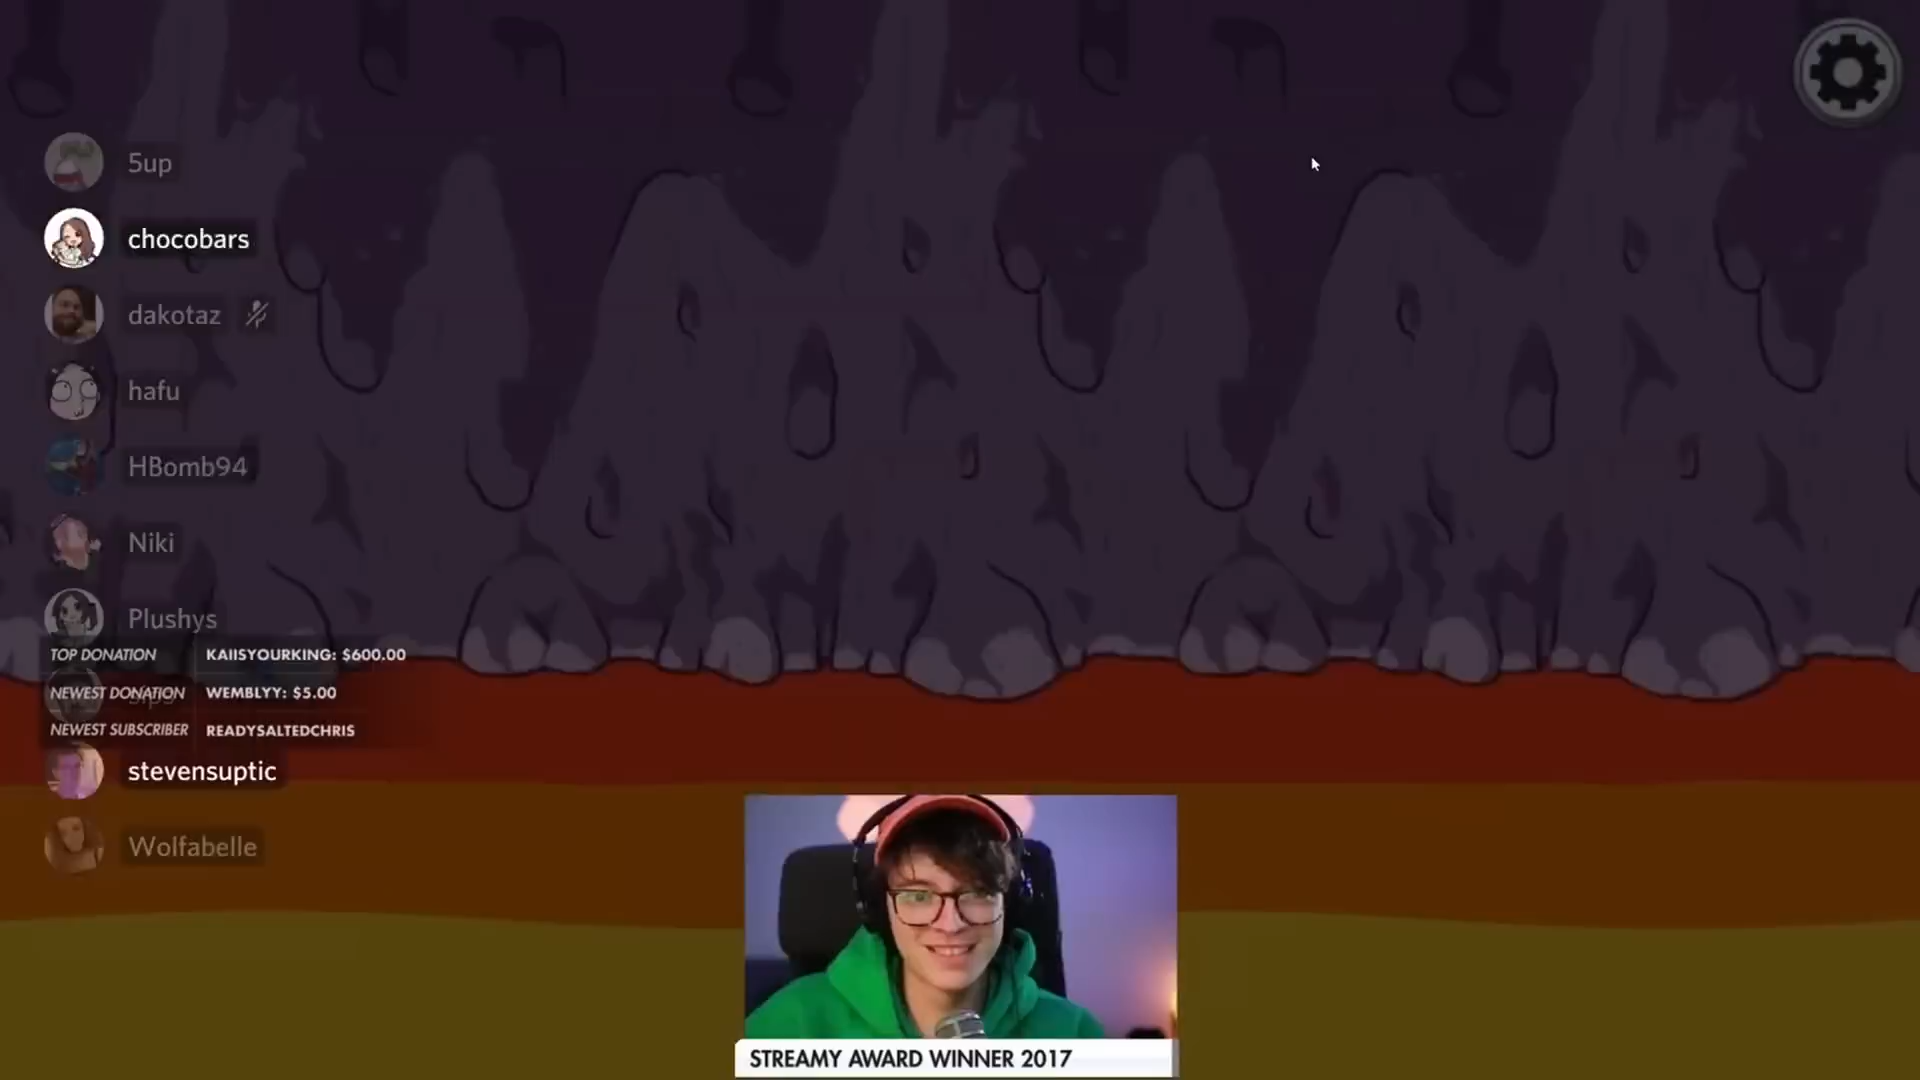 5up
chocobars
dakotaz
hafu
HBomb94
Niki
Plushys
TOP DONATION KAIISYOURKING: $600.00
NEWEST DONATION WEMBLYY: $5.00
NEWEST SUBSCRIBER READYSALTEDCHRIS
stevensuptic
Wolfabelle
STREAMY AWARD WINNER 2017